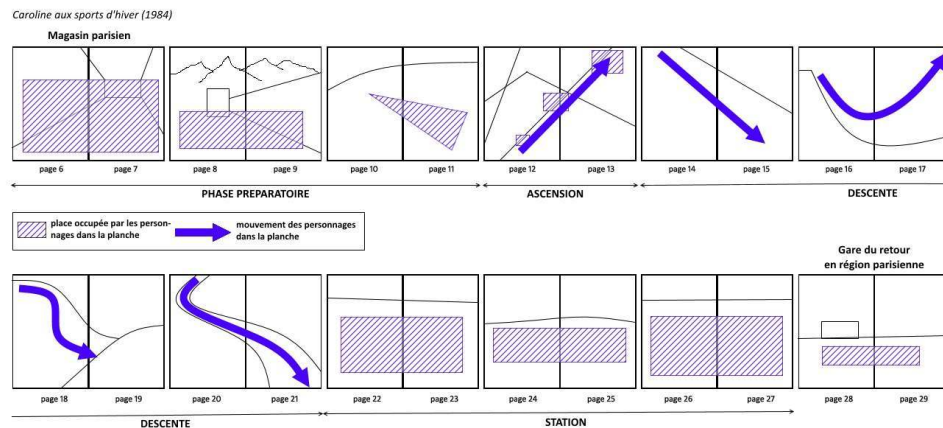 Caroline aux sports d'hiver (1984)
Magasin parisien
page 6 page 7 page 8 page 9 page 10 page 11 page 12 page 13 page 14 page 15 page 16 page 17
PHASE PREPARATOIRE ASCENSION DESCENTE
place occupée par les person-
nages dans la planche
mouvement des personnages
dans la planche
Gare du retour
en région parisienne
page 18 page 19 page 20 page 21 page 22 page 23 page 24 page 25 page 26 page 27 page 28 page 29
DESCENTE STATION